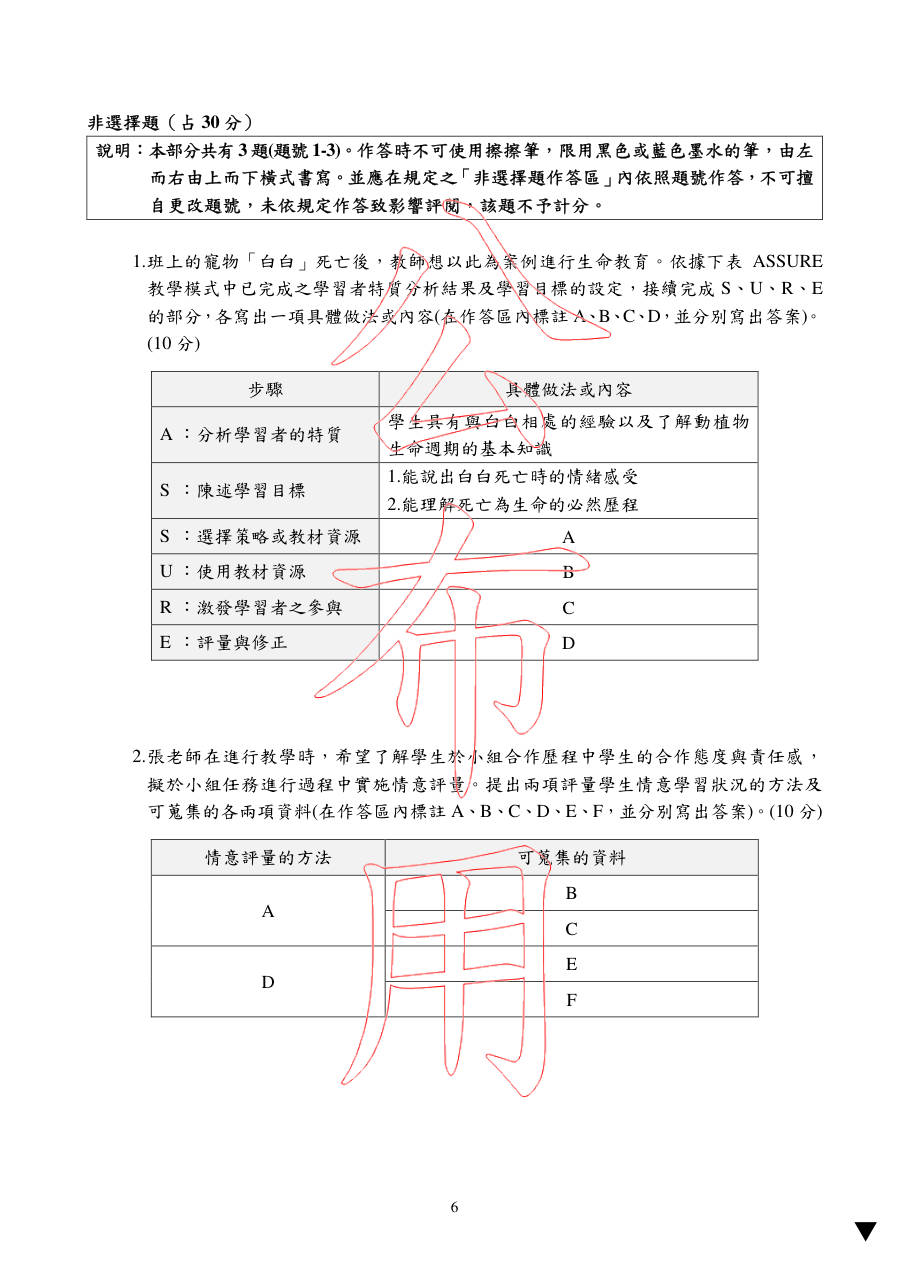 非選擇題（占 30 分）
說明：本部分共有 3 題(題號 1-3)。作答時不可使用擦擦筆，限用黑色或藍色墨水的筆，由左
而右由上而下橫式書寫。並應在規定之「非選擇題作答區」內依照題號作答，不可擅
自更改題號，未依規定作答致影響評閱，該題不予計分。
1.班上的寵物「白白」死亡後，教師想以此為案例進行生命教育。依據下表 ASSURE
教學模式中已完成之學習者特質分析結果及學習目標的設定，接續完成 S、U、R、E
的部分，各寫出一項具體做法或內容(在作答區內標註 A、B、C、D，並分別寫出答案)。
(10 分)
步驟 具體做法或內容
A ：分析學習者的特質 學生具有與白白相處的經驗以及了解動植物
生命週期的基本知識
S ：陳述學習目標 1.能說出白白死亡時的情緒感受
2.能理解死亡為生命的必然歷程
S ：選擇策略或教材資源 A
U ：使用教材資源 B
R ：激發學習者之參與 C
E ：評量與修正 D
2.張老師在進行教學時，希望了解學生於小組合作歷程中學生的合作態度與責任感，
擬於小組任務進行過程中實施情意評量。提出兩項評量學生情意學習狀況的方法及
可蒐集的各兩項資料(在作答區內標註 A、B、C、D、E、F，並分別寫出答案)。(10 分)
情意評量的方法 可蒐集的資料
A
B
C
D
E
F
公布用
6